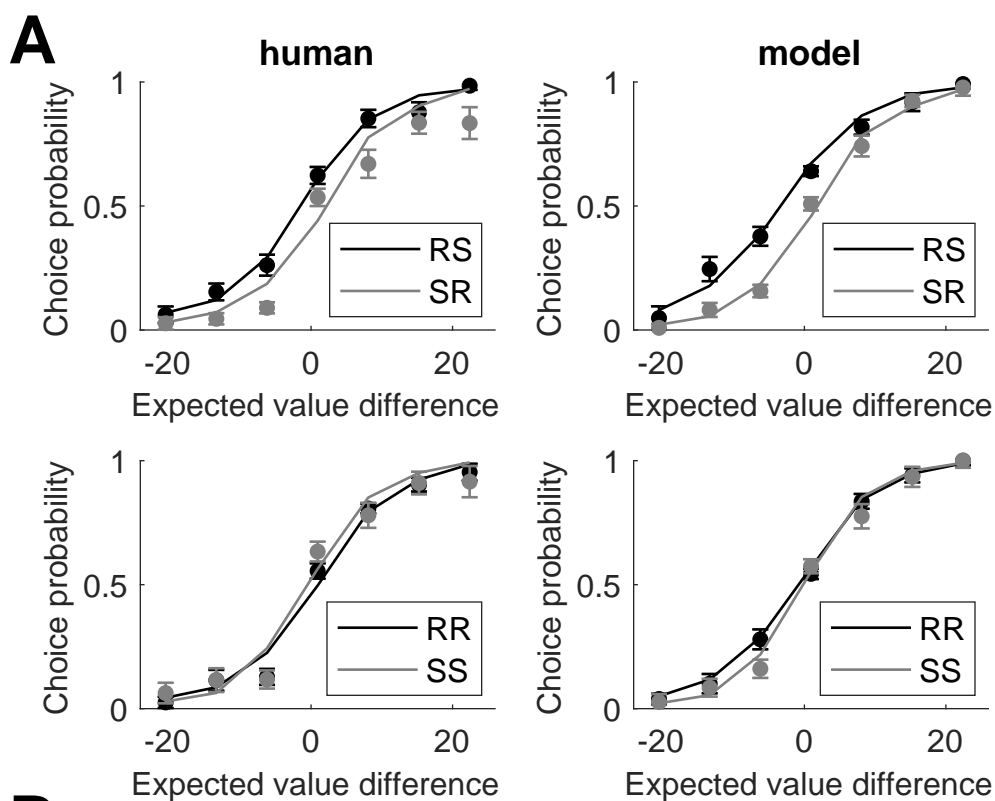 A
human
model
Choice probability
1
0.5
0
-20
0
20
Expected value difference
RS
SR
Choice probability
1
0.5
0
-20
0
20
Expected value difference
RS
SR
Choice probability
1
0.5
0
-20
0
20
Expected value difference
RR
SS
Choice probability
1
0.5
0
-20
0
20
Expected value difference
RR
SS